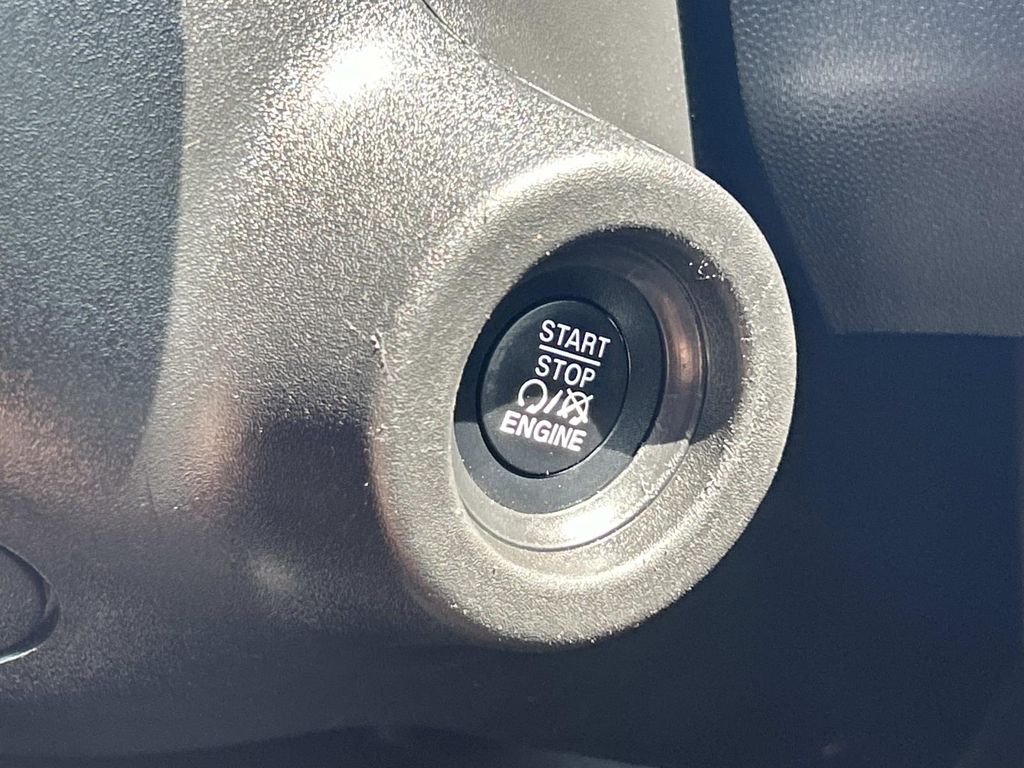 START
STOP
/
ENGINE